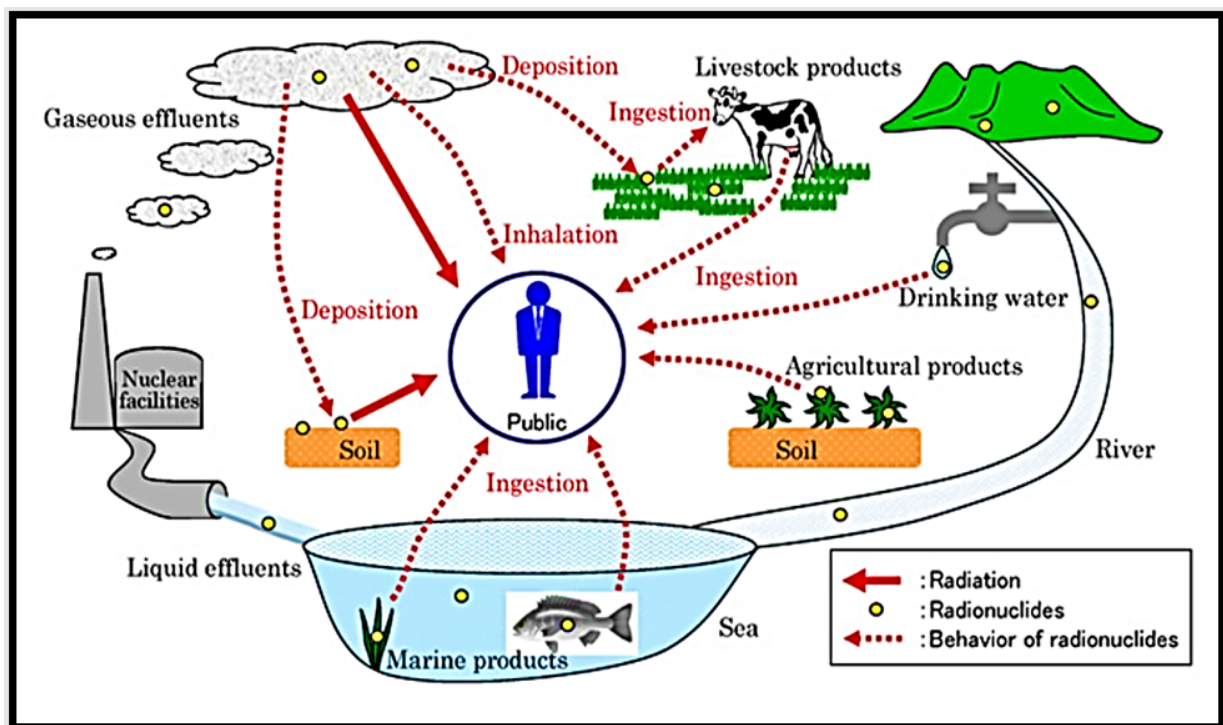 Deposition
Livestock products
Ingestion
Gaseous effluents
Inhalation
Ingestion
Drinking water
Deposition
Agricultural products
Nuclear
facilities
Public
Soil
Soil
River
Ingestion
Liquid effluents
Sea
Marine products
:Radiation
:Radionuclides
:Behavior of radionuclides